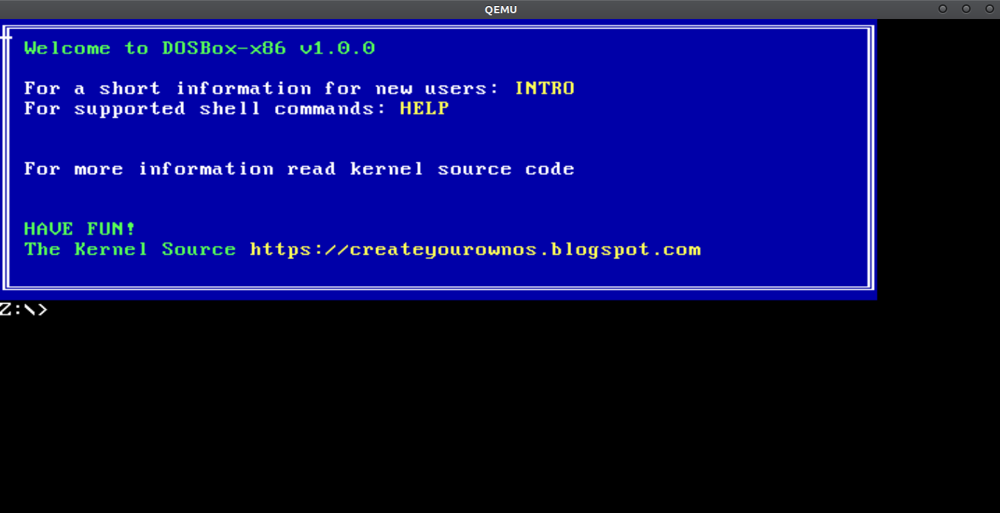 QEMU
Welcome to DOSBox-x86 v1.0.0
For a short information for new users: INTRO
For supported shell commands: HELP
For more information read kernel source code
HAVE FUN!
The Kernel Source https://createyourownos.blogspot.com
Z:\>